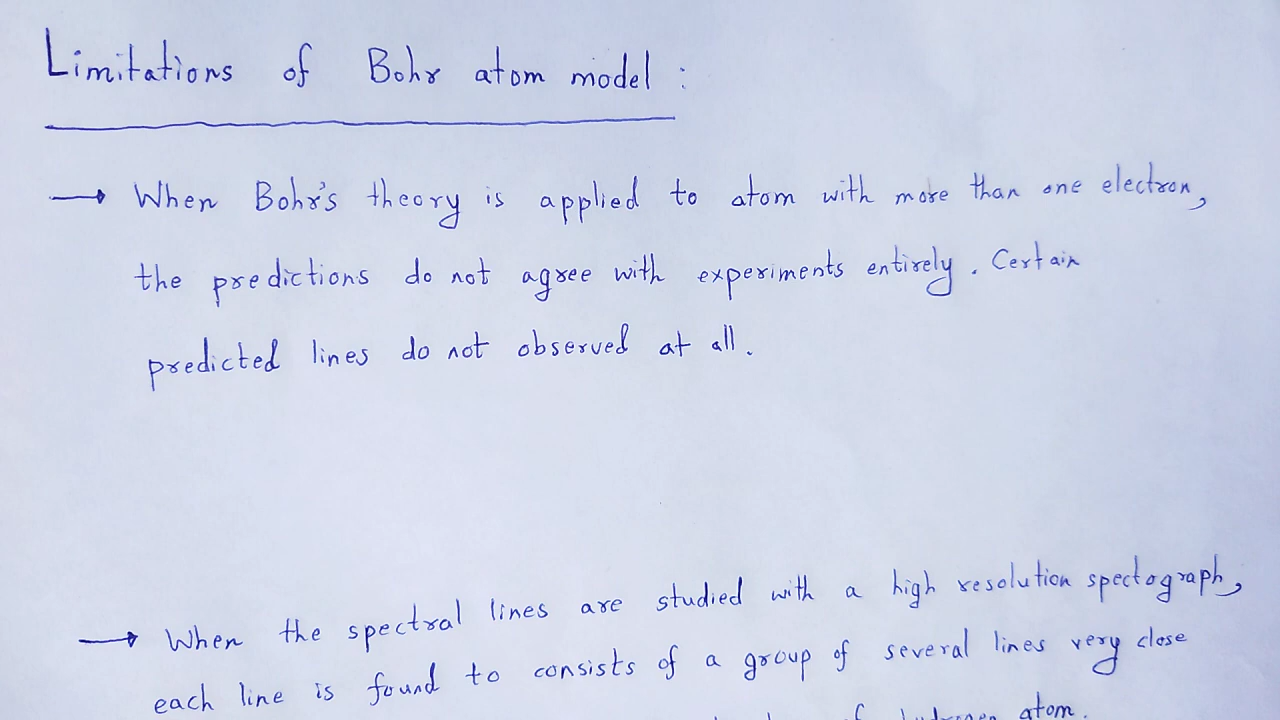 Limitations of Bohr atom model :
→ When Bohr's theory is applied to atom with more than one electron,
the predictions do not agree with experiments entirely. Certain
predicted lines do not observed at all.
→ When the spectral lines are studied with a high resolution spectograph,
each line is found to consists of a group of several lines very close
of hydrogen atom.